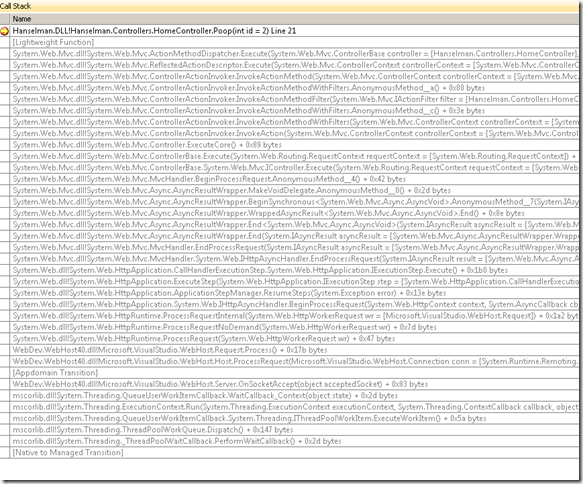 Call Stack
Name
Hanselman.DLL!Hanselman.Controllers.HomeController.Poop(int id = 2) Line 21
[Lightweight Function]
System.Web.Mvc.dll!System.Web.Mvc.ActionMethodDispatcher.Execute(System.Web.Mvc.ControllerBase controller = {Hanselman.Controllers.HomeController},
System.Web.Mvc.dll!System.Web.Mvc.ReflectedActionDescriptor.Execute(System.Web.Mvc.ControllerContext controllerContext = {System.Web.Mvc.Contr
System.Web.Mvc.dll!System.Web.Mvc.ControllerActionInvoker.InvokeActionMethod(System.Web.Mvc.ControllerContext controllerContext = {System.We
System.Web.Mvc.dll!System.Web.Mvc.ControllerActionInvoker.InvokeActionMethodWithFilters.AnonymousMethod__a() + 0x80 bytes
System.Web.Mvc.dll!System.Web.Mvc.ControllerActionInvoker.InvokeActionMethodFilter(System.Web.Mvc.IActionFilter filter = {Hanselman.Controllers.HomeC
System.Web.Mvc.dll!System.Web.Mvc.ControllerActionInvoker.InvokeActionMethodWithFilters.AnonymousMethod__c() + 0x3e bytes
System.Web.Mvc.dll!System.Web.Mvc.ControllerActionInvoker.InvokeActionMethodWithFilters(System.Web.Mvc.ControllerContext controllerContext = {System
System.Web.Mvc.dll!System.Web.Mvc.ControllerActionInvoker.InvokeAction(System.Web.Mvc.ControllerContext controllerContext = {System.Web.Mvc.Cont
System.Web.Mvc.dll!System.Web.Mvc.Controller.ExecuteCore() + 0x89 bytes
System.Web.Mvc.dll!System.Web.Mvc.ControllerBase.Execute(System.Web.Routing.RequestContext requestContext = {System.Web.Routing.RequestContext}) +
System.Web.Mvc.dll!System.Web.Mvc.ControllerBase.System.Web.Mvc.IController.Execute(System.Web.Routing.RequestContext requestContext = {System.We
System.Web.Mvc.dll!System.Web.Mvc.MvcHandler.BeginProcessRequest.AnonymousMethod__4() + 0x42 bytes
System.Web.Mvc.dll!System.Web.Mvc.Async.AsyncResultWrapper.MakeVoidDelegate.AnonymousMethod__0() + 0x2d bytes
System.Web.Mvc.dll!System.Web.Mvc.Async.AsyncResultWrapper.BeginSynchronous<System.Web.Mvc.Async.AsyncVoid>.AnonymousMethod__7(System.IAsy
System.Web.Mvc.dll!System.Web.Mvc.Async.AsyncResultWrapper.WrappedAsyncResult<System.Web.Mvc.Async.AsyncVoid>.End() + 0x8e bytes
System.Web.Mvc.dll!System.Web.Mvc.Async.AsyncResultWrapper.End<System.Web.Mvc.Async.AsyncVoid>(System.IAsyncResult asyncResult = {System.Web.M
System.Web.Mvc.dll!System.Web.Mvc.Async.AsyncResultWrapper.End(System.IAsyncResult asyncResult = {System.Web.Mvc.Async.AsyncResultWrapper.Wrap
System.Web.Mvc.dll!System.Web.Mvc.MvcHandler.EndProcessRequest(System.IAsyncResult asyncResult = {System.Web.Mvc.Async.AsyncResultWrapper.Wrapp
System.Web.Mvc.dll!System.Web.Mvc.MvcHandler.System.Web.IHttpAsyncHandler.EndProcessRequest(System.IAsyncResult result = {System.Web.Mvc.Async
System.Web.dll!System.Web.HttpApplication.CallHandlerExecutionStep.System.Web.HttpApplication.IExecutionStep.Execute() + 0x1b0 bytes
System.Web.dll!System.Web.HttpApplication.ExecuteStep(System.Web.HttpApplication.IExecutionStep step = {System.Web.HttpApplication.CallHandlerExecution
System.Web.dll!System.Web.HttpApplication.ApplicationStepManager.ResumeSteps(System.Exception error) + 0x13e bytes
System.Web.dll!System.Web.HttpApplication.System.Web.IHttpAsyncHandler.BeginProcessRequest(System.Web.HttpContext context, System.AsyncCallback cb,
System.Web.dll!System.Web.HttpRuntime.ProcessRequestInternal(System.Web.HttpWorkerRequest wr = {Microsoft.VisualStudio.WebHost.Request}) + 0x1a2
System.Web.dll!System.Web.HttpRuntime.ProcessRequestNoDemand(System.Web.HttpWorkerRequest wr) + 0x7d bytes
System.Web.dll!System.Web.HttpRuntime.ProcessRequest(System.Web.HttpWorkerRequest wr) + 0x47 bytes
WebDev.WebHost40.dll!Microsoft.VisualStudio.WebHost.Request.Process() + 0x17b bytes
WebDev.WebHost40.dll!Microsoft.VisualStudio.WebHost.Host.ProcessRequest(Microsoft.VisualStudio.WebHost.Connection conn = {System.Runtime.Remoting.
[Appdomain Transition]
WebDev.WebHost40.dll!Microsoft.VisualStudio.WebHost.Server.OnSocketAccept(object acceptedSocket) + 0x83 bytes
mscorlib.dll!System.Threading.QueueUserWorkItemCallback.WaitCallback_Context(object state) + 0x2d bytes
mscorlib.dll!System.Threading.ExecutionContext.Run(System.Threading.ExecutionContext executionContext, System.Threading.ContextCallback callback, object
mscorlib.dll!System.Threading.QueueUserWorkItemCallback.System.Threading.IThreadPoolWorkItem.ExecuteWorkItem() + 0x5a bytes
mscorlib.dll!System.Threading.ThreadPoolWorkQueue.Dispatch() + 0x147 bytes
mscorlib.dll!System.Threading._ThreadPoolWaitCallback.PerformWaitCallback() + 0x2d bytes
[Native to Managed Transition]